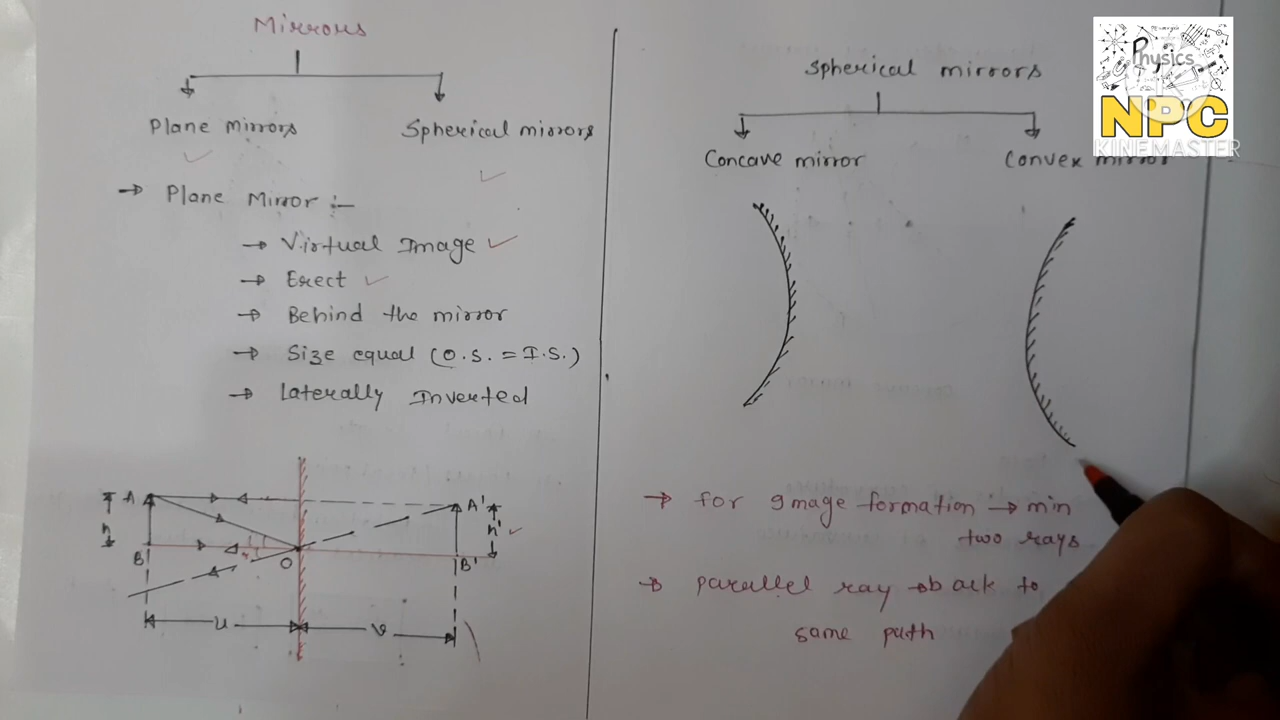 Mirrors
Plane mirrors
Spherical mirrors
→ Plane Mirror :-
→ Virtual Image ✓
→ Erect ✓
→ Behind the mirror
→ Size equal (O.S. = I.S.)
→ Laterally Inverted
A
A'
h
h'
B
O
B'
u
v
Spherical mirrors
Concave mirror
Convex mirror
→ for Image formation → min
two rays
→ parallel ray → back to
same path
Physics
NPC
KINEMASTER